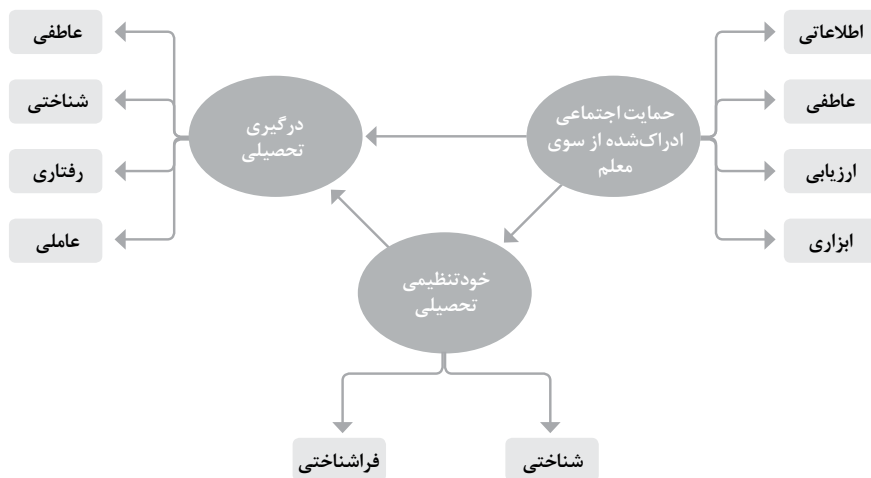 اطلاعاتی
عاطفی
ارزیابی
ابزاری
حمایت اجتماعی
ادراک‌شده از سوی
معلم
درگیری
تحصیلی
عاطفی
شناختی
رفتاری
عاملی
خودتنظیمی
تحصیلی
شناختی
فراشناختی